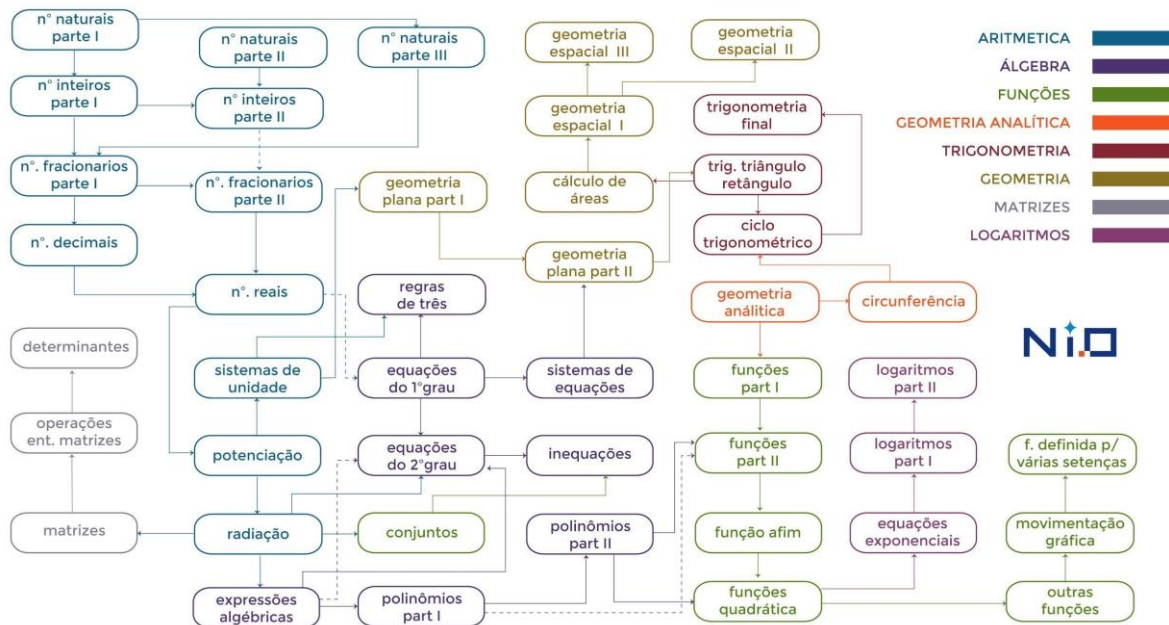 n° naturais
parte I
n° naturais
parte II
n° naturais
parte III
geometria
espacial III
geometria
espacial II
ARITMETICA
ÁLGEBRA
FUNÇÕES
GEOMETRIA ANALÍTICA
TRIGONOMETRIA
GEOMETRIA
MATRIZES
LOGARITMOS
n° inteiros
parte I
n° inteiros
parte II
geometria
espacial I
trigonometria
final
n°. fracionarios
parte I
n°. fracionarios
parte II
geometria
plana part I
cálculo de
áreas
trig. triângulo
retângulo
n°. decimais
geometria
plana part II
ciclo
trigonométrico
n°. reais
regras
de três
geometria
análitica
circunferência
NiO
determinantes
sistemas de
unidade
equações
do 1°grau
sistemas de
equações
funções
part I
logaritmos
part II
operações
ent. matrizes
potenciação
equações
do 2°grau
inequações
funções
part II
logaritmos
part I
f. definida p/
várias setenças
matrizes
radiação
conjuntos
polinômios
part II
função afim
equações
exponenciais
movimentação
gráfica
expressões
algébricas
polinômios
part I
funções
quadrática
outras
funções